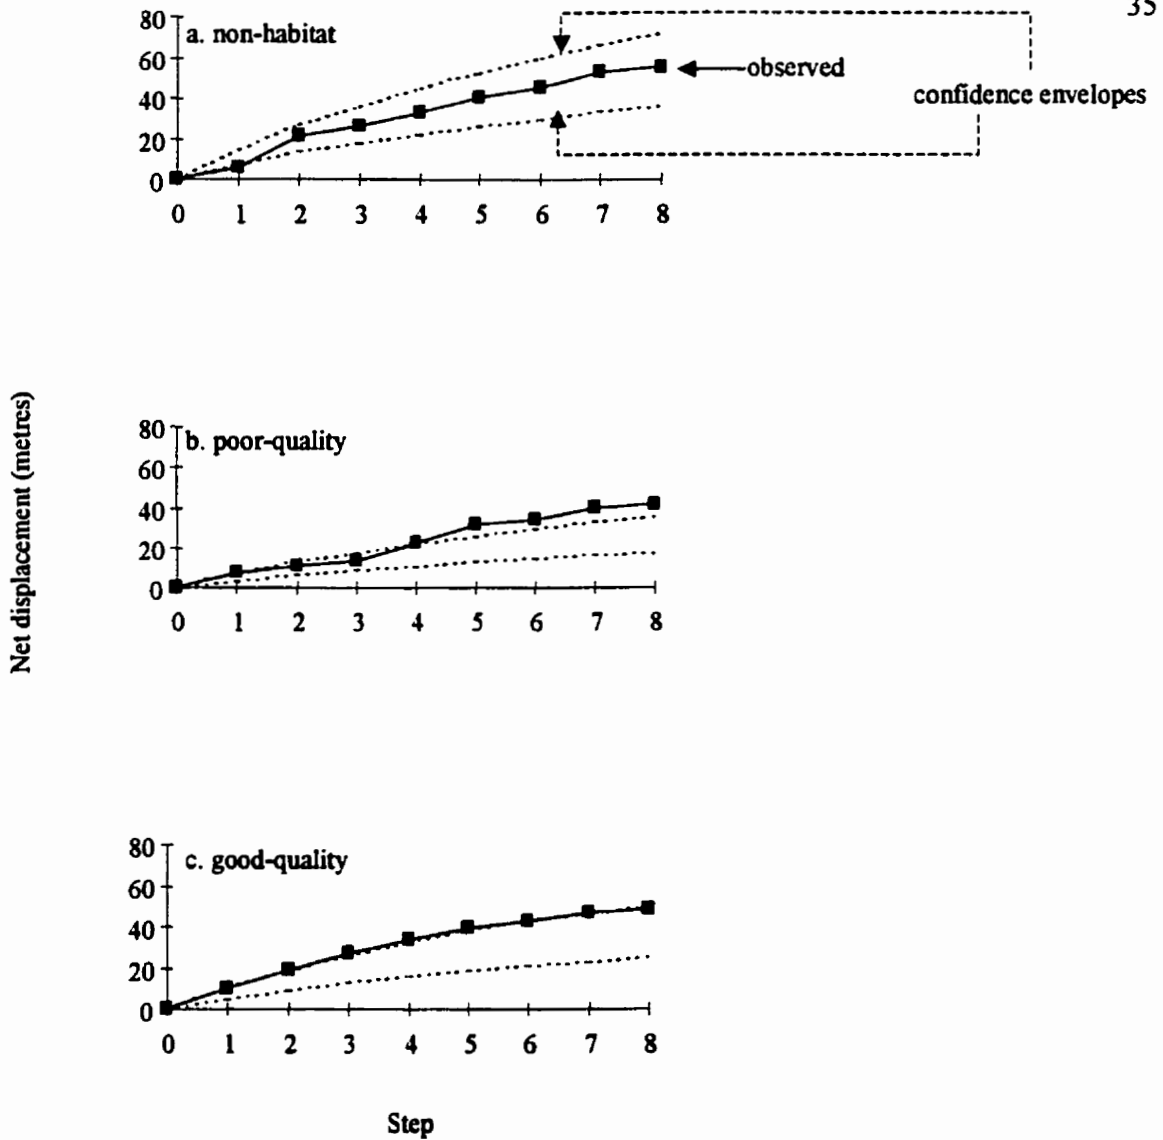 35
80
a. non-habitat
60
observed
40
confidence envelopes
20
0
0 1 2 3 4 5 6 7 8
Net displacement (metres)
80
b. poor-quality
60
40
20
0
0 1 2 3 4 5 6 7 8
80
c. good-quality
60
40
20
0
0 1 2 3 4 5 6 7 8
Step